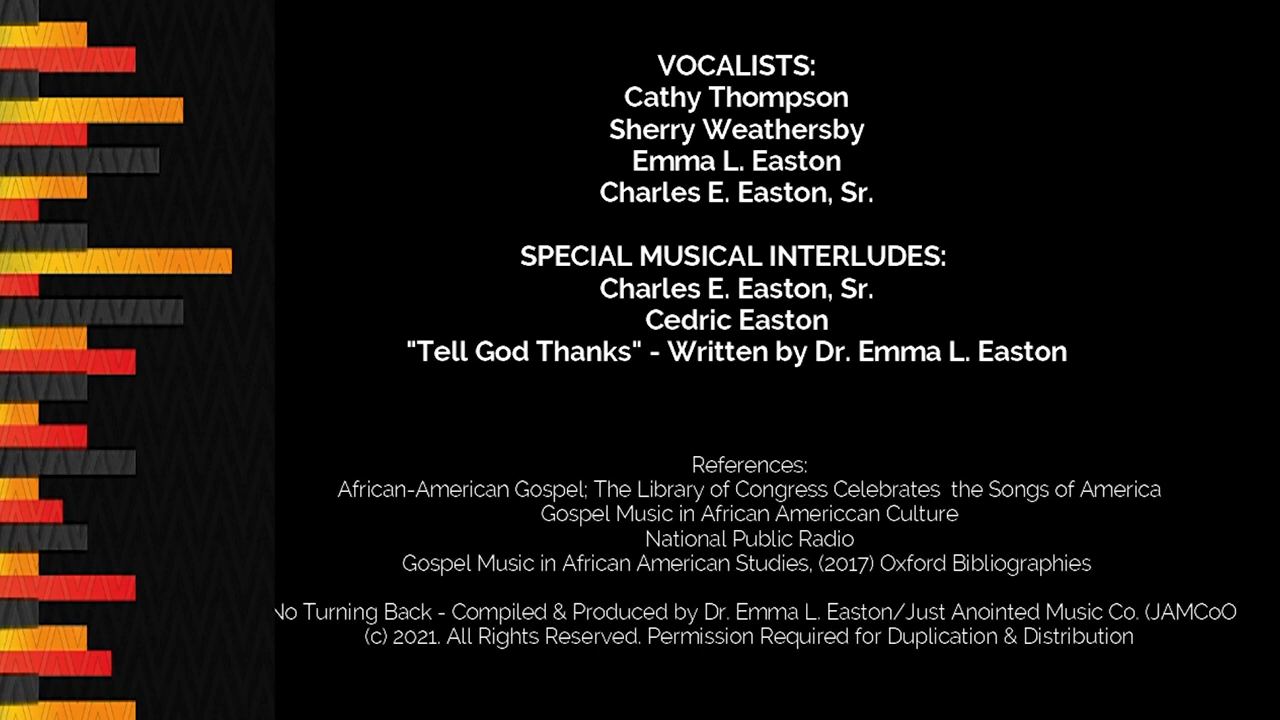 VOCALISTS:
Cathy Thompson
Sherry Weathersby
Emma L. Easton
Charles E. Easton, Sr.
SPECIAL MUSICAL INTERLUDES:
Charles E. Easton, Sr.
Cedric Easton
"Tell God Thanks" - Written by Dr. Emma L. Easton
References:
African-American Gospel; The Library of Congress Celebrates  the Songs of America
Gospel Music in African Americcan Culture
National Public Radio
Gospel Music in African American Studies, (2017) Oxford Bibliographies
No Turning Back - Compiled & Produced by Dr. Emma L. Easton/Just Anointed Music Co. (JAMCoO
(c) 2021. All Rights Reserved. Permission Required for Duplication & Distribution